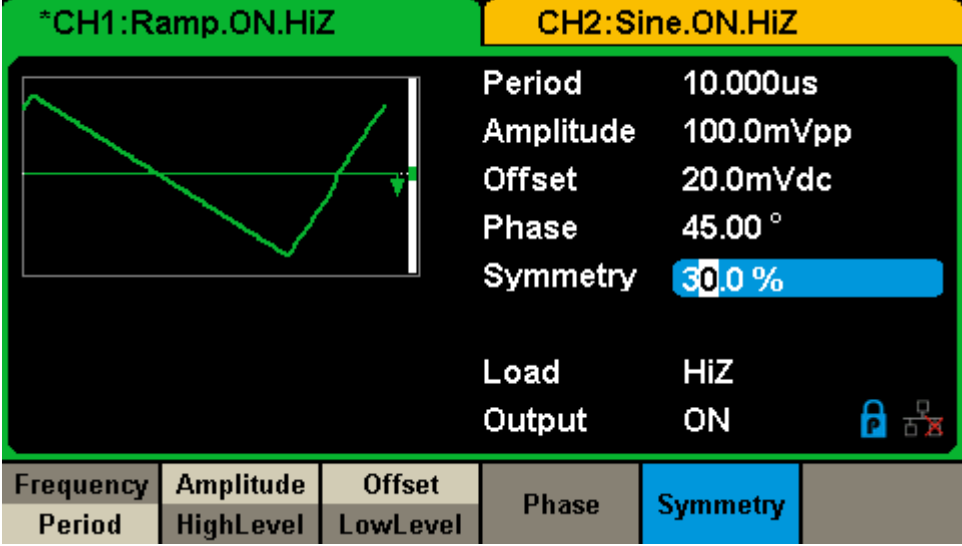 *CH1:Ramp.ON.HiZ CH2:Sine.ON.HiZ
Period 10.000us
Amplitude 100.0mVpp
Offset 20.0mVdc
Phase 45.00 °
Symmetry 30.0 %
Load HiZ
Output ON
P
Frequency Amplitude Offset Phase Symmetry
Period HighLevel LowLevel